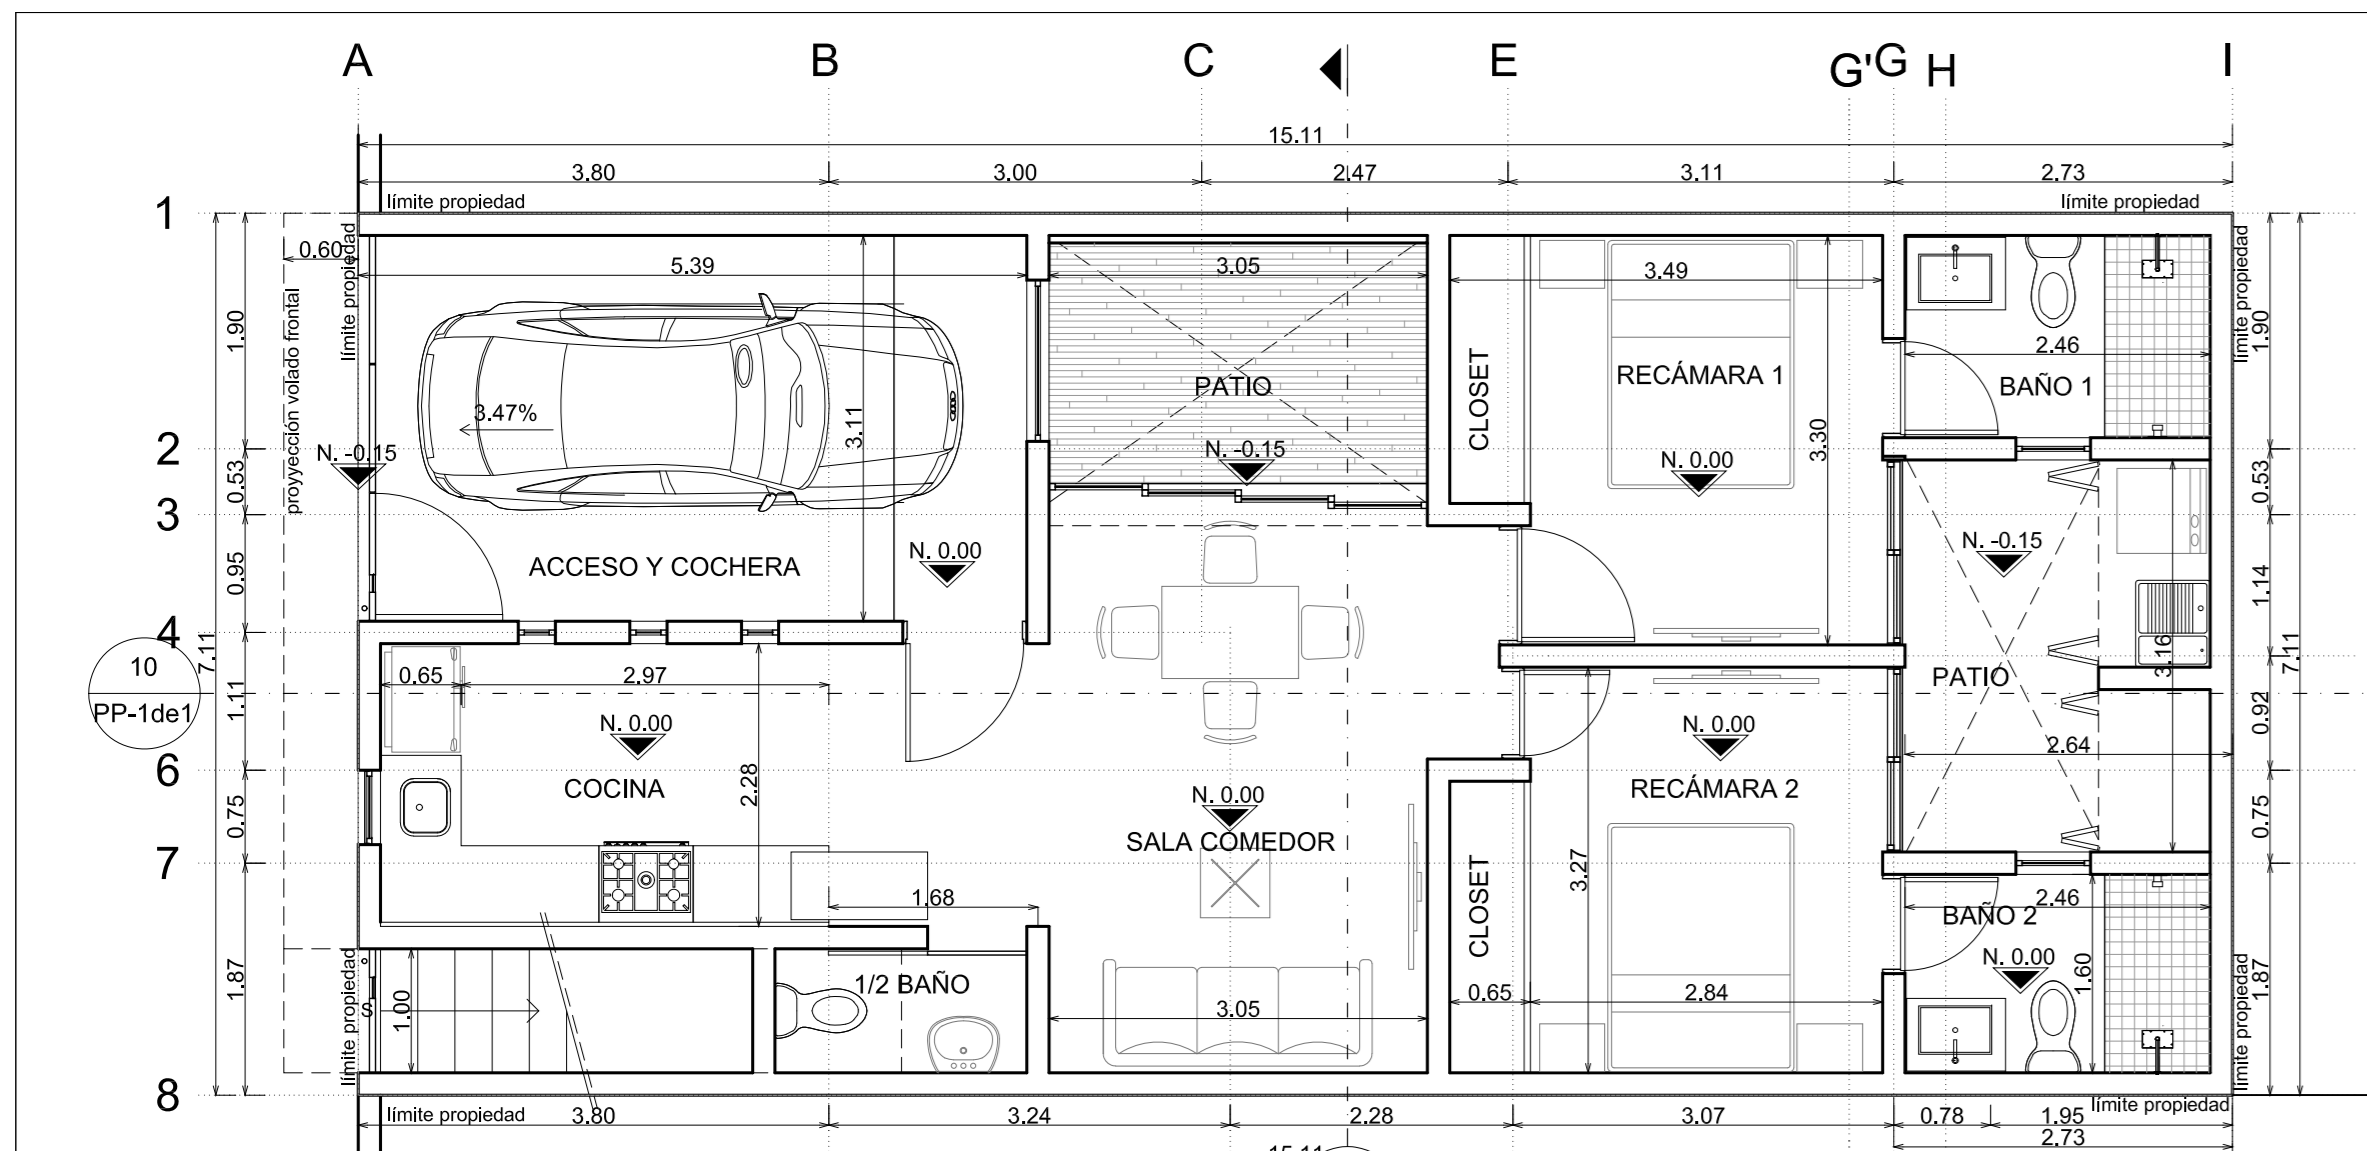 A
B
C
E
G'
G
H
I
15.11
3.80
3.00
2.47
3.11
2.73
1
límite propiedad
límite propiedad
0.60
límite propiedad
proyección volado frontal
5.39
3.05
3.49
límite propiedad
1.90
1.90
3.47%
3.11
PATIO
CLOSET
RECÁMARA 1
2.46
BAÑO 1
3.30
2
N. -0.15
N. -0.15
N. 0.00
0.53
0.53
3
N. -0.15
ACCESO Y COCHERA
N. 0.00
0.95
1.14
4
7.11
7.11
10
PP-1de1
0.65
2.97
3.16
PATIO
1.11
N. 0.00
N. 0.00
0.92
2.64
6
COCINA
2.28
N. 0.00
SALA COMEDOR
RECÁMARA 2
0.75
0.75
7
3.27
CLOSET
1.68
2.46
BAÑO 2
1.87
límite propiedad
1/2 BAÑO
N. 0.00
1.60
1.87
límite propiedad
S
1.00
3.05
0.65
2.84
8
límite propiedad
límite propiedad
3.80
3.24
2.28
3.07
0.78
1.95
2.73
15.11